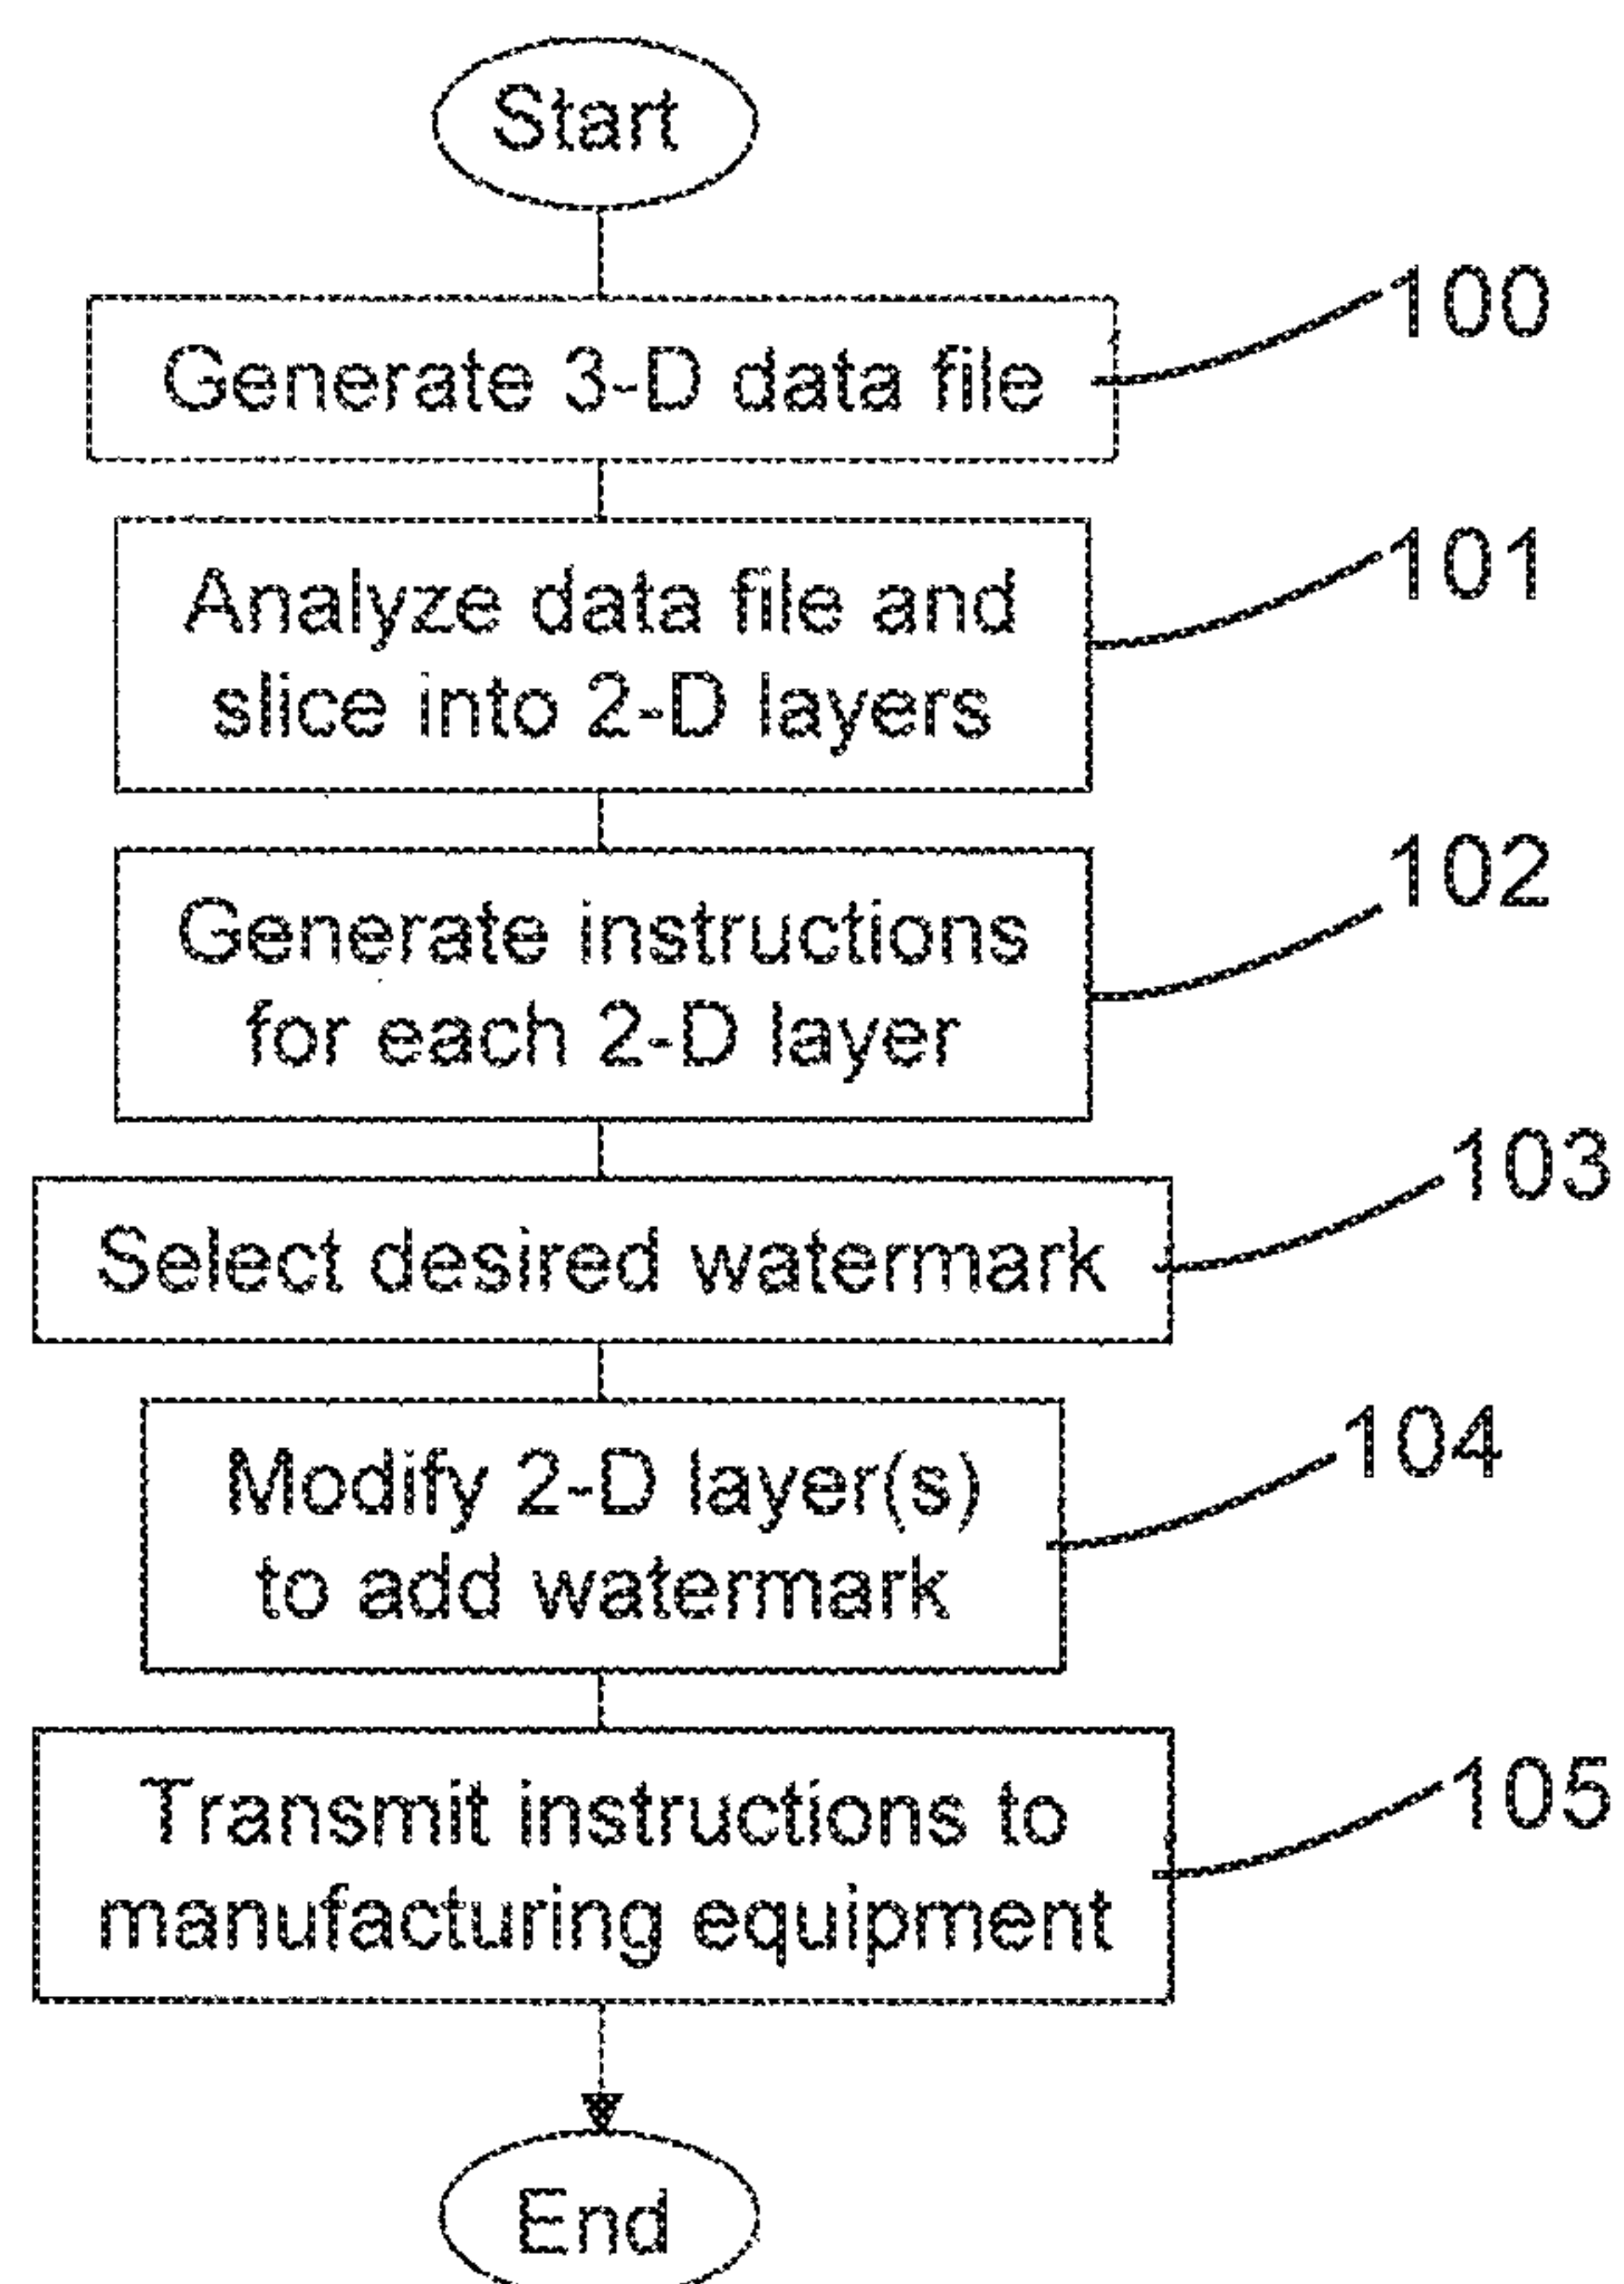 Start
100
Generate 3-D data file
101
Analyze data file and
slice into 2-D layers
102
Generate instructions
for each 2-D layer
103
Select desired watermark
104
Modify 2-D layer(s)
to add watermark
105
Transmit instructions to
manufacturing equipment
End